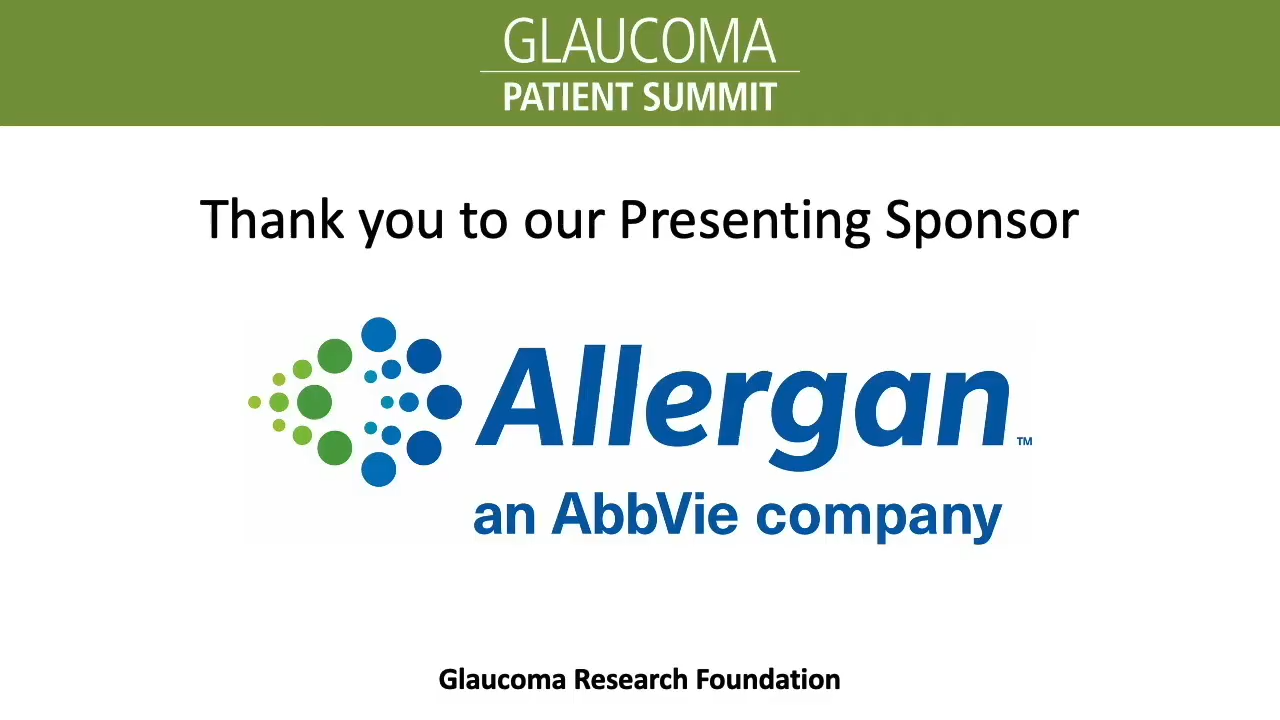 GLAUCOMA
PATIENT SUMMIT
Thank you to our Presenting Sponsor
Allergan™
an AbbVie company
Glaucoma Research Foundation